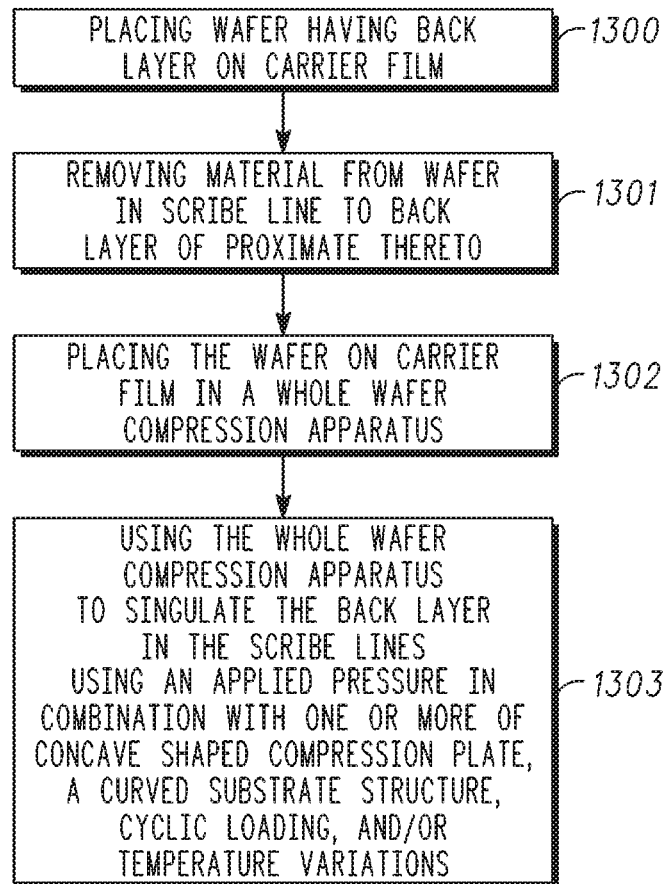 PLACING WAFER HAVING BACK
LAYER ON CARRIER FILM
1300
REMOVING MATERIAL FROM WAFER
IN SCRIBE LINE TO BACK
LAYER OF PROXIMATE THERETO
1301
PLACING THE WAFER ON CARRIER
FILM IN A WHOLE WAFER
COMPRESSION APPARATUS
1302
USING THE WHOLE WAFER
COMPRESSION APPARATUS
TO SINGULATE THE BACK LAYER
IN THE SCRIBE LINES
USING AN APPLIED PRESSURE IN
COMBINATION WITH ONE OR MORE OF
CONCAVE SHAPED COMPRESSION PLATE,
A CURVED SUBSTRATE STRUCTURE,
CYCLIC LOADING, AND/OR
TEMPERATURE VARIATIONS
1303